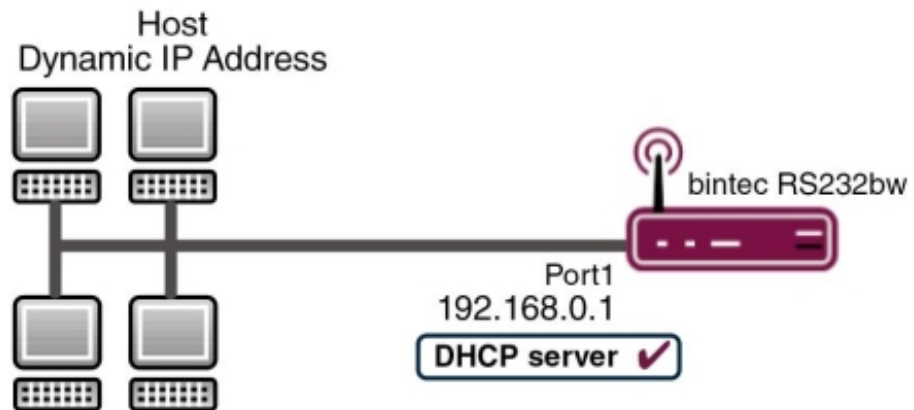 Host
Dynamic IP Address
bintec RS232bw
Port1
192.168.0.1
DHCP server